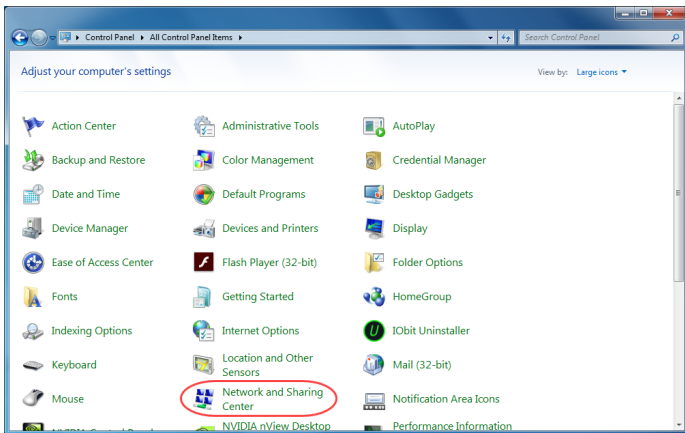 Control Panel ▸ All Control Panel Items ▸
Search Control Panel
Adjust your computer's settings
View by: Large icons
Action Center
Administrative Tools
AutoPlay
Backup and Restore
Color Management
Credential Manager
Date and Time
Default Programs
Desktop Gadgets
Device Manager
Devices and Printers
Display
Ease of Access Center
Flash Player (32-bit)
Folder Options
Fonts
Getting Started
HomeGroup
Indexing Options
Internet Options
IObit Uninstaller
Keyboard
Location and Other
Sensors
Mail (32-bit)
Mouse
Network and Sharing
Center
Notification Area Icons
NVIDIA Control Panel
NVIDIA nView Desktop
Performance Information